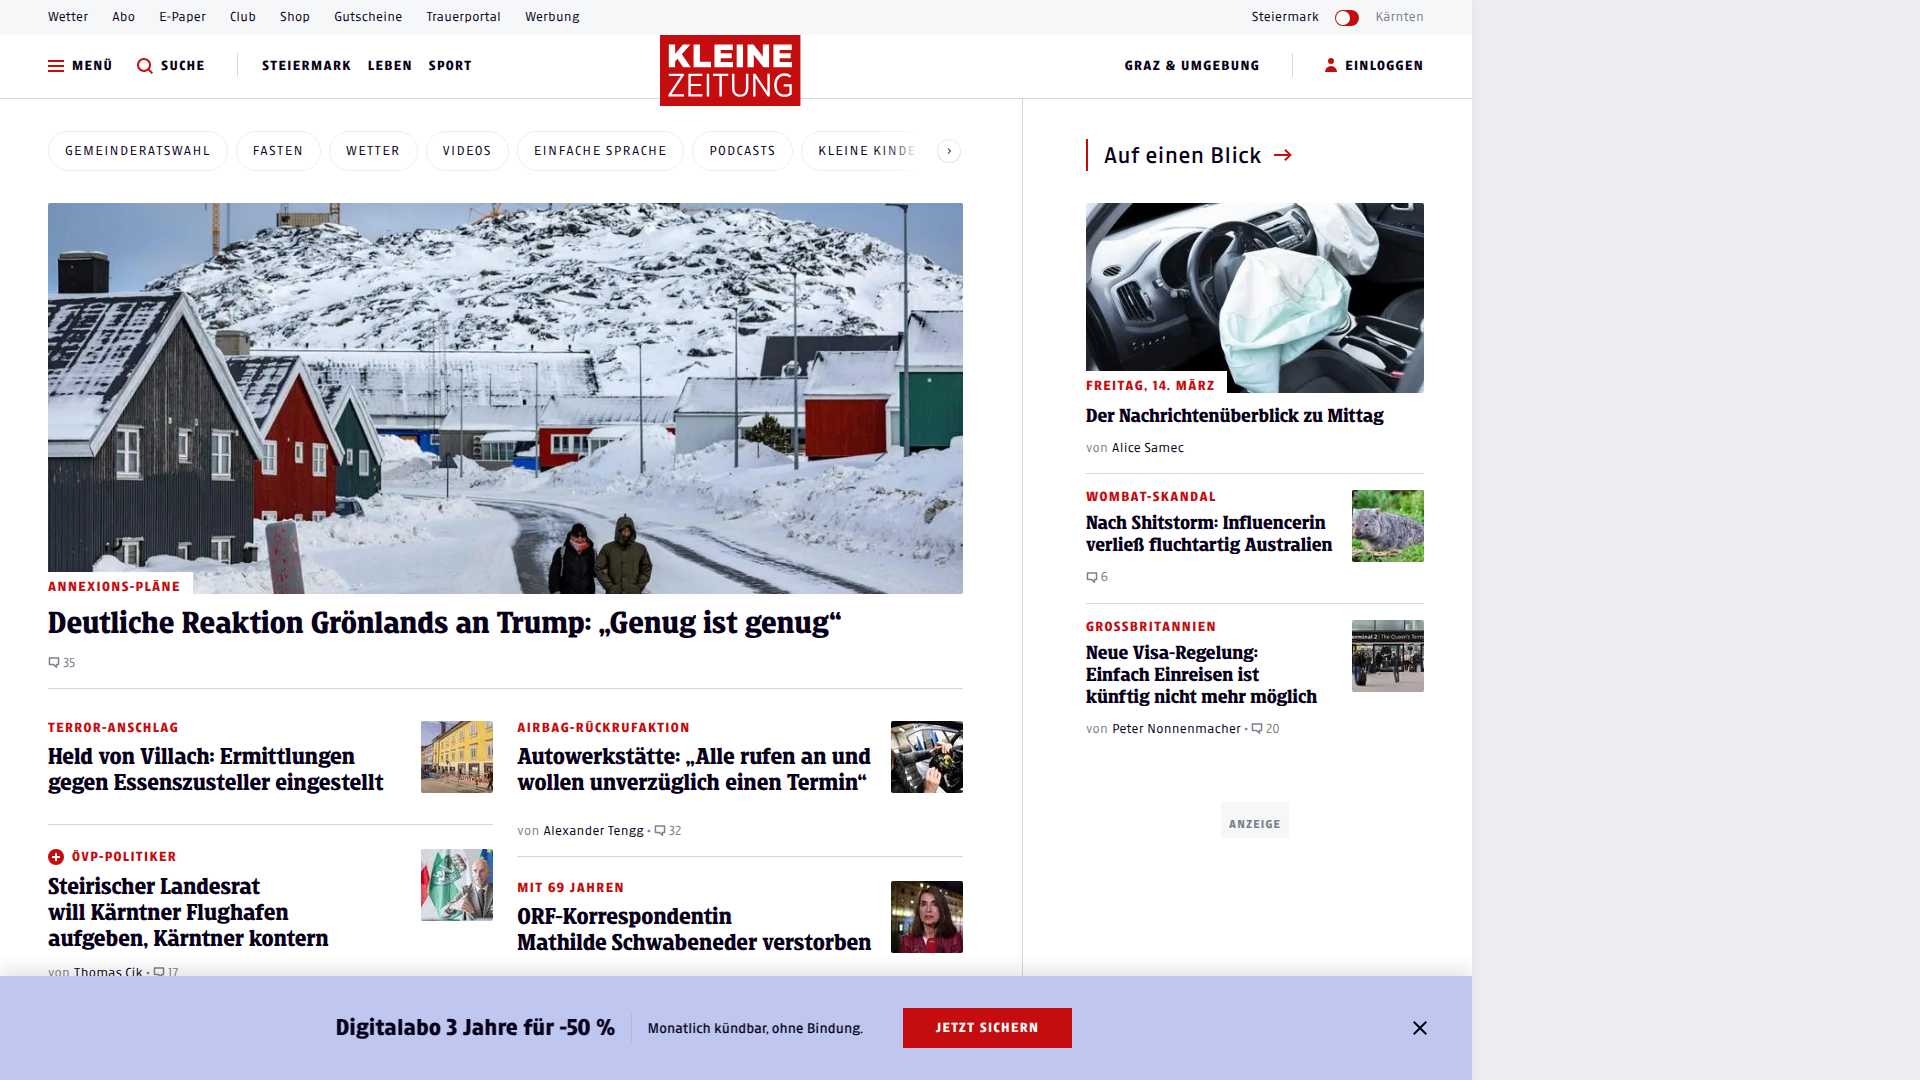 Wetter Abo E-Paper Club Shop Gutscheine Trauerportal Werbung Steiermark Kärnten
MENÜ SUCHE STEIERMARK LEBEN SPORT
KLEINE
ZEITUNG
GRAZ & UMGEBUNG EINLOGGEN
GEMEINDERATSWAHL FASTEN WETTER VIDEOS EINFACHE SPRACHE PODCASTS KLEINE KINDE
ANNEXIONS-PLÄNE
Deutliche Reaktion Grönlands an Trump: „Genug ist genug“
35
TERROR-ANSCHLAG
Held von Villach: Ermittlungen
gegen Essenszusteller eingestellt
ÖVP-POLITIKER
Steirischer Landesrat
will Kärntner Flughafen
aufgeben, Kärntner kontern
von Thomas Cik · 17
AIRBAG-RÜCKRUFAKTION
Autowerkstätte: „Alle rufen an und
wollen unverzüglich einen Termin“
von Alexander Tengg · 32
MIT 69 JAHREN
ORF-Korrespondentin
Mathilde Schwabeneder verstorben
Auf einen Blick
FREITAG, 14. MÄRZ
Der Nachrichtenüberblick zu Mittag
von Alice Samec
WOMBAT-SKANDAL
Nach Shitstorm: Influencerin
verließ fluchtartig Australien
6
GROSSBRITANNIEN
Neue Visa-Regelung:
Einfach Einreisen ist
künftig nicht mehr möglich
von Peter Nonnenmacher · 20
ANZEIGE
Digitalabo 3 Jahre für -50 %
Monatlich kündbar, ohne Bindung.
JETZT SICHERN